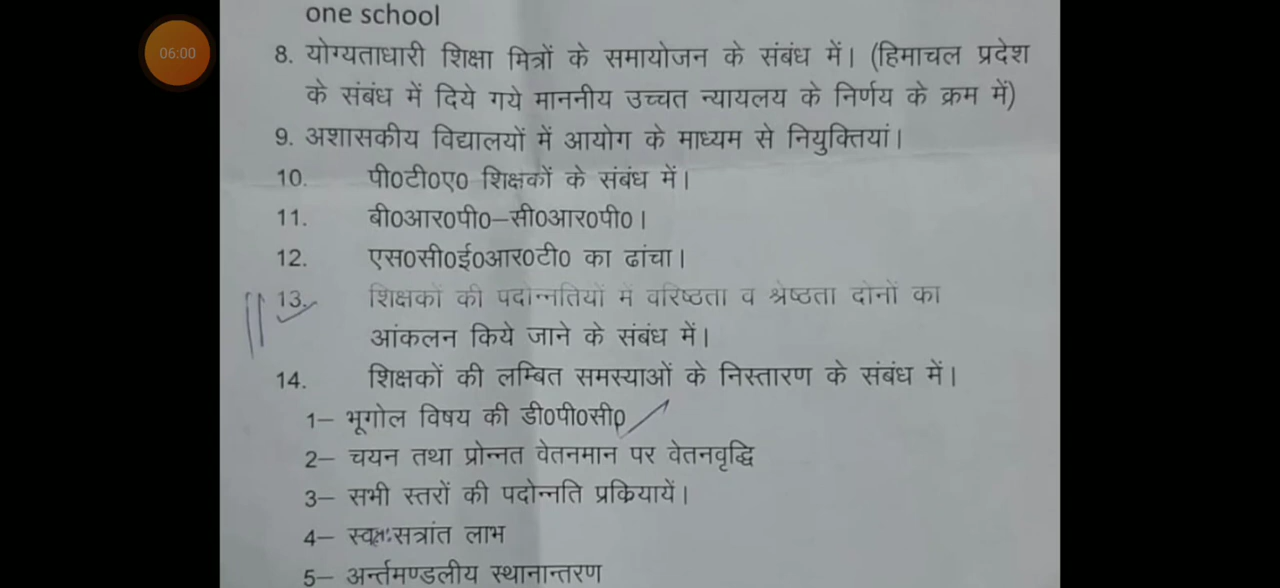 06:00
one school
8. योग्यताधारी शिक्षा मित्रों के समायोजन के संबंध में। (हिमाचल प्रदेश
के संबंध में दिये गये माननीय उच्चत न्यायलय के निर्णय के क्रम में)
9. अशासकीय विद्यालयों में आयोग के माध्यम से नियुक्तियां।
10. पी0टी0ए0 शिक्षकों के संबंध में।
11. बी0आर0पी0–सी0आर0पी0।
12. एस0सी0ई0आर0टी0 का ढांचा।
13. शिक्षकों की पदोन्नतियों में वरिष्ठता व श्रेष्ठता दोनों का
आंकलन किये जाने के संबंध में।
14. शिक्षकों की लम्बित समस्याओं के निस्तारण के संबंध में।
1– भूगोल विषय की डी0पी0सी0
2– चयन तथा प्रोन्नत वेतनमान पर वेतनवृद्धि
3– सभी स्तरों की पदोन्नति प्रकियायें।
4– स्वतः सत्रांत लाभ
5– अर्न्तमण्डलीय स्थानान्तरण